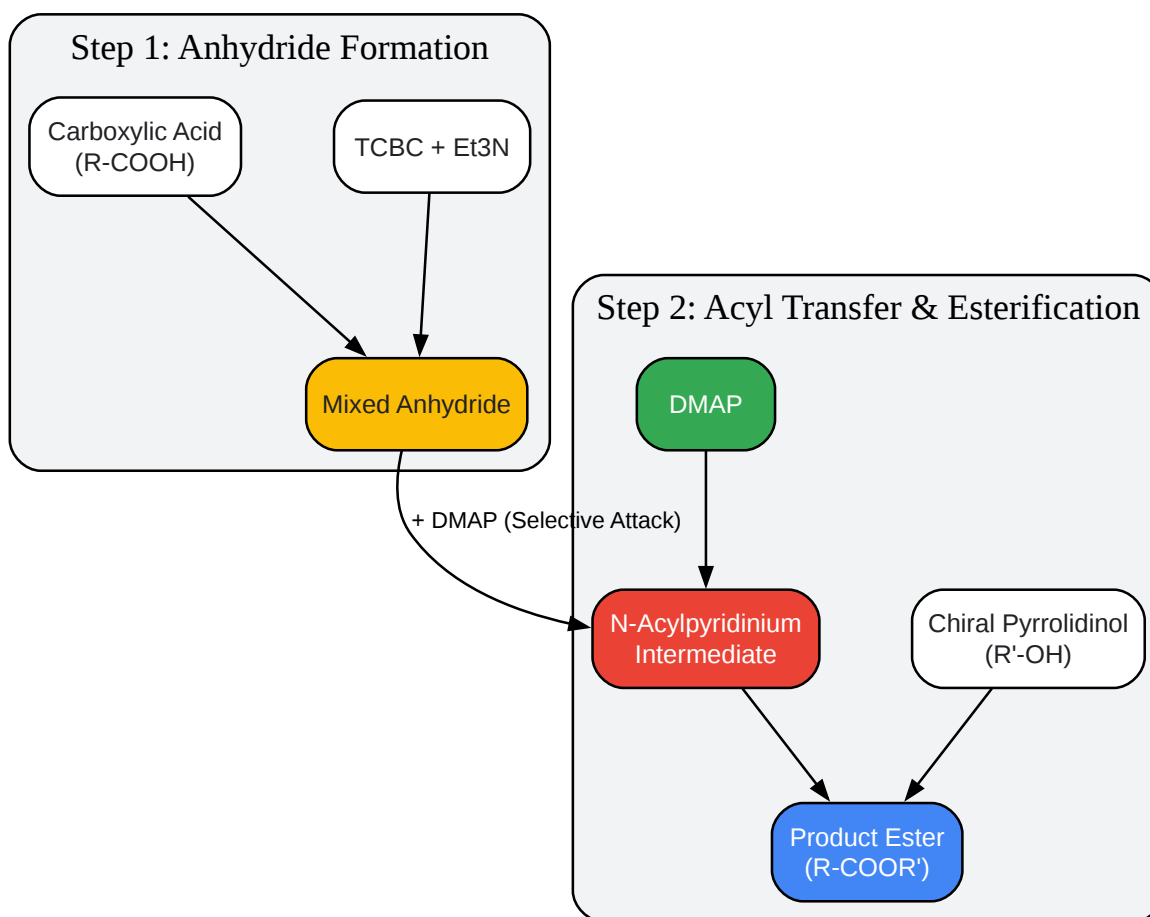 Step 1: Anhydride Formation
Carboxylic Acid
(R-COOH)
TCBC + Et3N
Mixed Anhydride
Step 2: Acyl Transfer & Esterification
DMAP
+ DMAP (Selective Attack)
N-Acylpyridinium
Intermediate
Chiral Pyrrolidinol
(R'-OH)
Product Ester
(R-COOR')